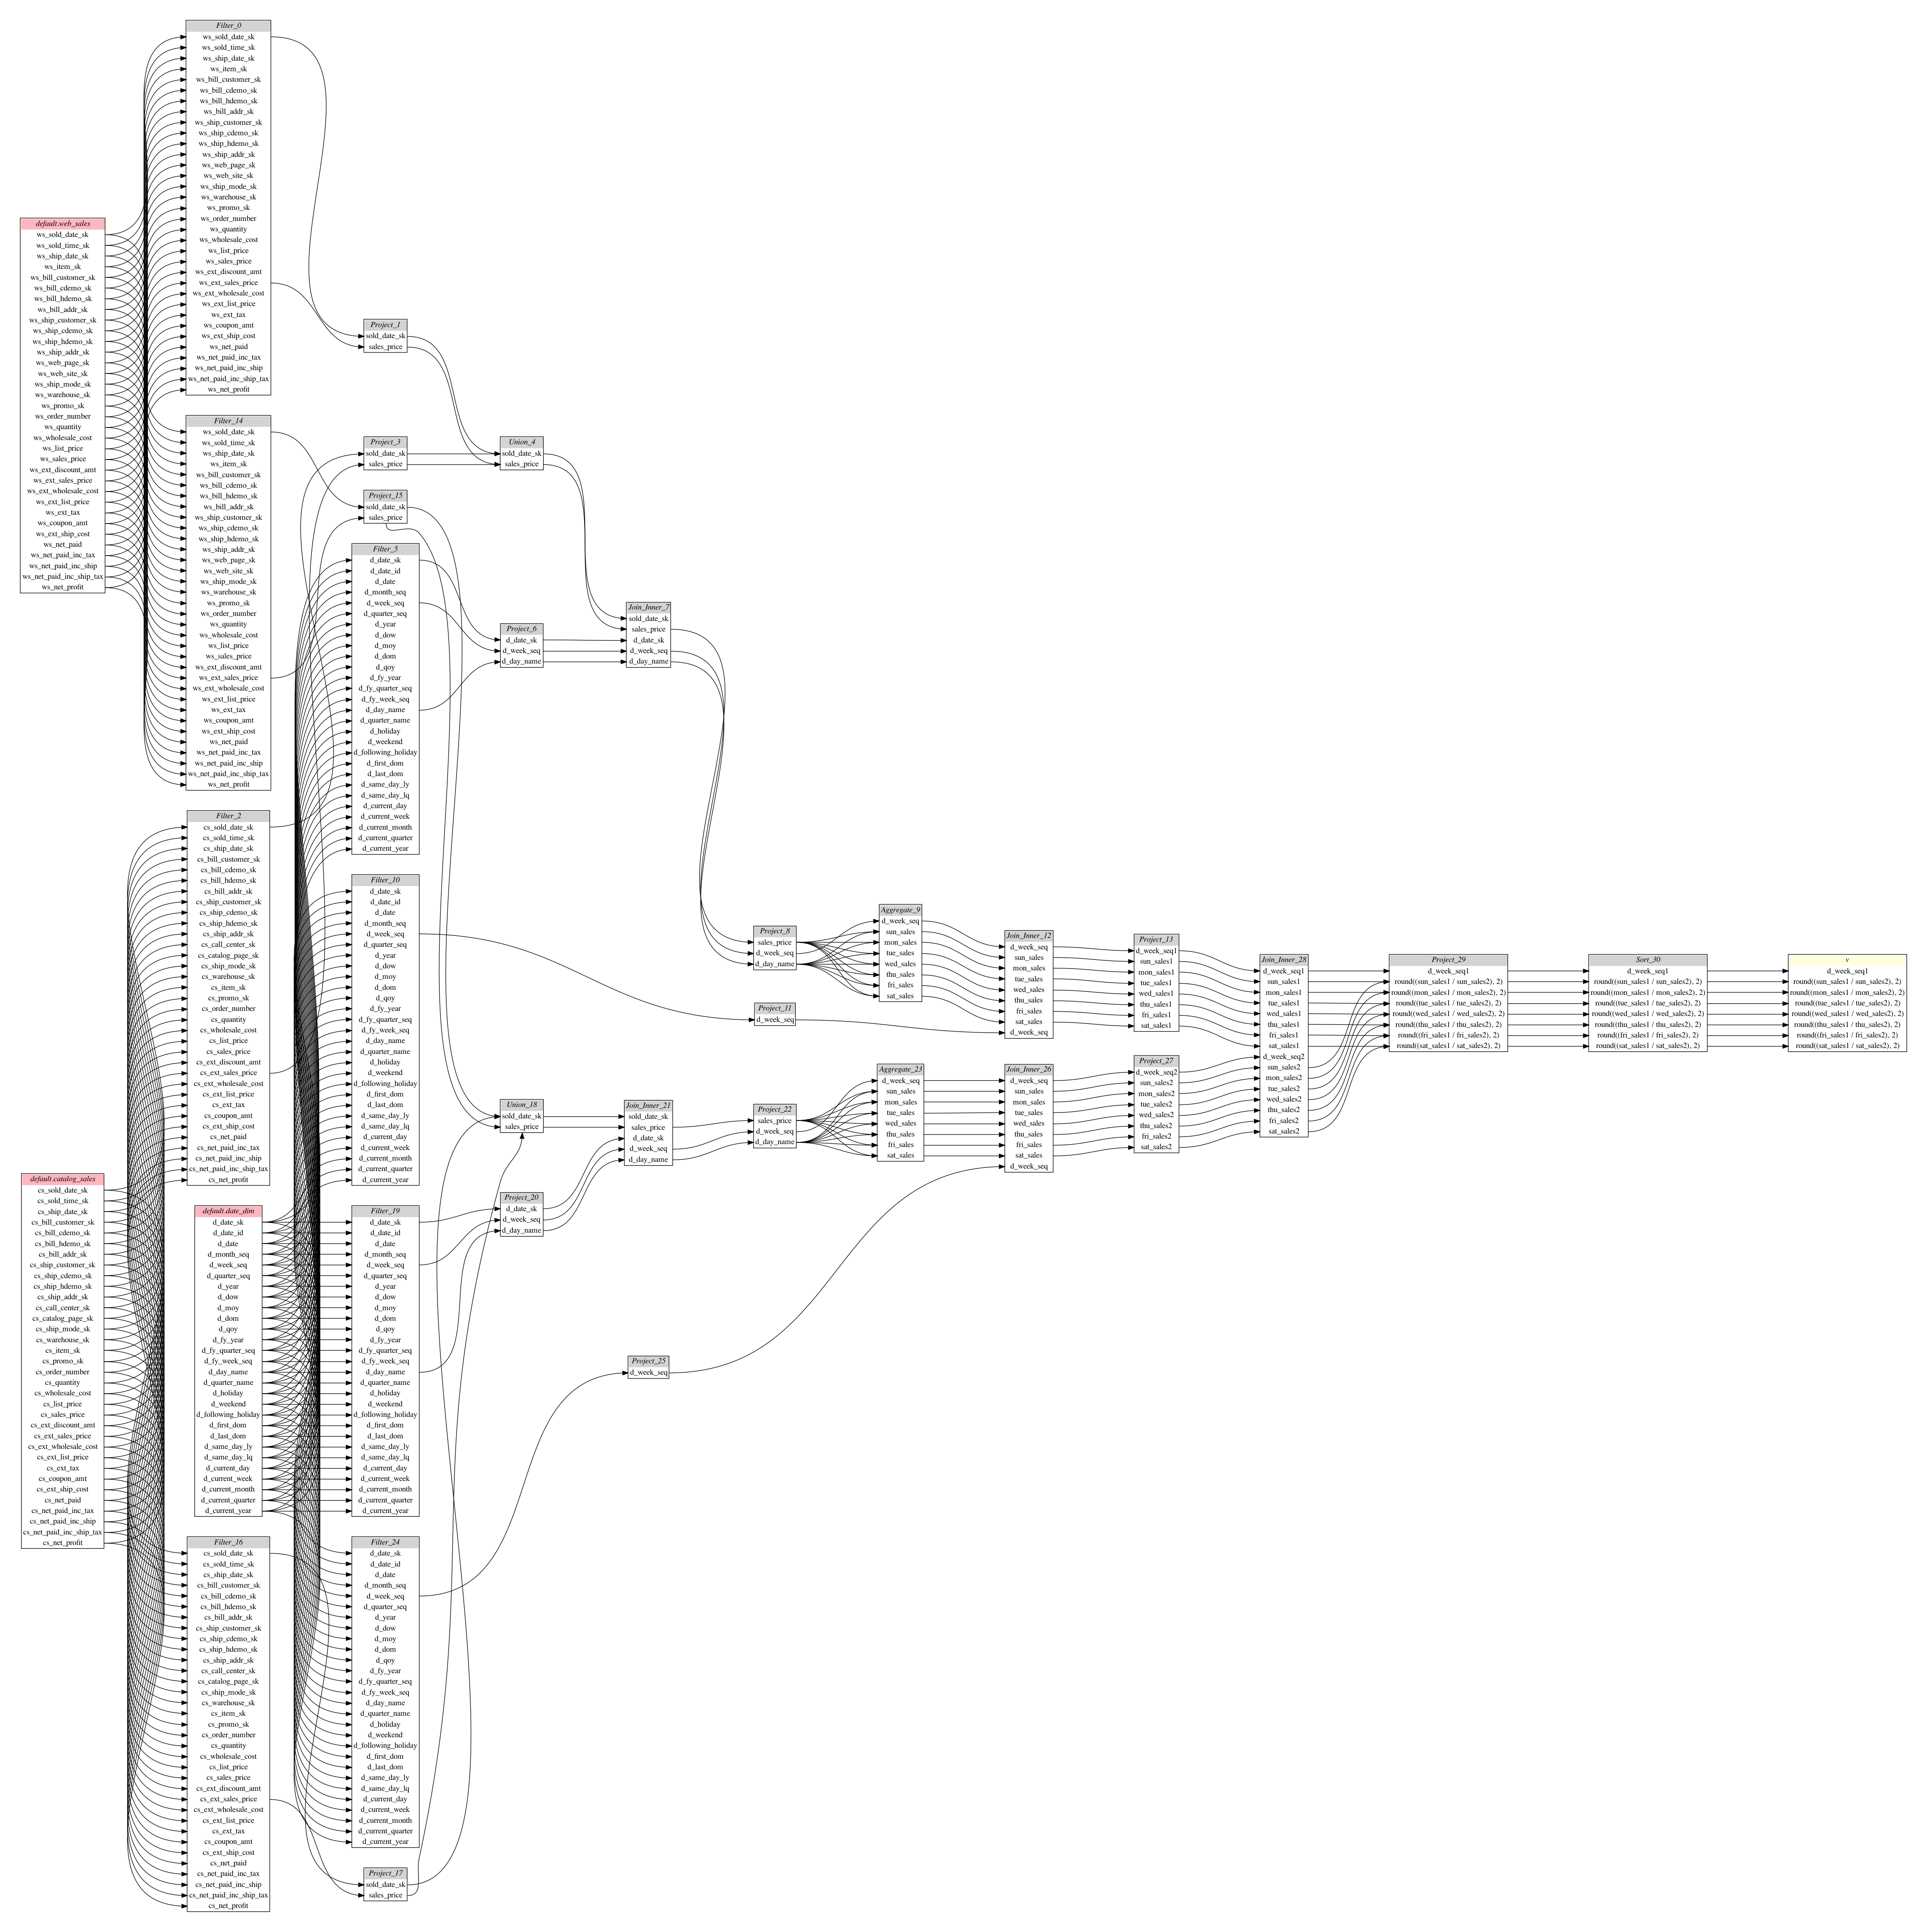 Filter_0
ws_sold_date_sk
ws_sold_time_sk
ws_ship_date_sk
ws_item_sk
ws_bill_customer_sk
ws_bill_cdemo_sk
ws_bill_hdemo_sk
ws_bill_addr_sk
ws_ship_customer_sk
ws_ship_cdemo_sk
ws_ship_hdemo_sk
ws_ship_addr_sk
ws_web_page_sk
ws_web_site_sk
ws_ship_mode_sk
ws_warehouse_sk
ws_promo_sk
ws_order_number
ws_quantity
ws_wholesale_cost
ws_list_price
ws_sales_price
ws_ext_discount_amt
ws_ext_sales_price
ws_ext_wholesale_cost
ws_ext_list_price
ws_ext_tax
ws_coupon_amt
ws_ext_ship_cost
ws_net_paid
ws_net_paid_inc_tax
ws_net_paid_inc_ship
ws_net_paid_inc_ship_tax
ws_net_profit
default.web_sales
ws_sold_date_sk
ws_sold_time_sk
ws_ship_date_sk
ws_item_sk
ws_bill_customer_sk
ws_bill_cdemo_sk
ws_bill_hdemo_sk
ws_bill_addr_sk
ws_ship_customer_sk
ws_ship_cdemo_sk
ws_ship_hdemo_sk
ws_ship_addr_sk
ws_web_page_sk
ws_web_site_sk
ws_ship_mode_sk
ws_warehouse_sk
ws_promo_sk
ws_order_number
ws_quantity
ws_wholesale_cost
ws_list_price
ws_sales_price
ws_ext_discount_amt
ws_ext_sales_price
ws_ext_wholesale_cost
ws_ext_list_price
ws_ext_tax
ws_coupon_amt
ws_ext_ship_cost
ws_net_paid
ws_net_paid_inc_tax
ws_net_paid_inc_ship
ws_net_paid_inc_ship_tax
ws_net_profit
Filter_14
ws_sold_date_sk
ws_sold_time_sk
ws_ship_date_sk
ws_item_sk
ws_bill_customer_sk
ws_bill_cdemo_sk
ws_bill_hdemo_sk
ws_bill_addr_sk
ws_ship_customer_sk
ws_ship_cdemo_sk
ws_ship_hdemo_sk
ws_ship_addr_sk
ws_web_page_sk
ws_web_site_sk
ws_ship_mode_sk
ws_warehouse_sk
ws_promo_sk
ws_order_number
ws_quantity
ws_wholesale_cost
ws_list_price
ws_sales_price
ws_ext_discount_amt
ws_ext_sales_price
ws_ext_wholesale_cost
ws_ext_list_price
ws_ext_tax
ws_coupon_amt
ws_ext_ship_cost
ws_net_paid
ws_net_paid_inc_tax
ws_net_paid_inc_ship
ws_net_paid_inc_ship_tax
ws_net_profit
Filter_2
cs_sold_date_sk
cs_sold_time_sk
cs_ship_date_sk
cs_bill_customer_sk
cs_bill_cdemo_sk
cs_bill_hdemo_sk
cs_bill_addr_sk
cs_ship_customer_sk
cs_ship_cdemo_sk
cs_ship_hdemo_sk
cs_ship_addr_sk
cs_call_center_sk
cs_catalog_page_sk
cs_ship_mode_sk
cs_warehouse_sk
cs_item_sk
cs_promo_sk
cs_order_number
cs_quantity
cs_wholesale_cost
cs_list_price
cs_sales_price
cs_ext_discount_amt
cs_ext_sales_price
cs_ext_wholesale_cost
cs_ext_list_price
cs_ext_tax
cs_coupon_amt
cs_ext_ship_cost
cs_net_paid
cs_net_paid_inc_tax
cs_net_paid_inc_ship
cs_net_paid_inc_ship_tax
cs_net_profit
default.catalog_sales
cs_sold_date_sk
cs_sold_time_sk
cs_ship_date_sk
cs_bill_customer_sk
cs_bill_cdemo_sk
cs_bill_hdemo_sk
cs_bill_addr_sk
cs_ship_customer_sk
cs_ship_cdemo_sk
cs_ship_hdemo_sk
cs_ship_addr_sk
cs_call_center_sk
cs_catalog_page_sk
cs_ship_mode_sk
cs_warehouse_sk
cs_item_sk
cs_promo_sk
cs_order_number
cs_quantity
cs_wholesale_cost
cs_list_price
cs_sales_price
cs_ext_discount_amt
cs_ext_sales_price
cs_ext_wholesale_cost
cs_ext_list_price
cs_ext_tax
cs_coupon_amt
cs_ext_ship_cost
cs_net_paid
cs_net_paid_inc_tax
cs_net_paid_inc_ship
cs_net_paid_inc_ship_tax
cs_net_profit
default.date_dim
d_date_sk
d_date_id
d_date
d_month_seq
d_week_seq
d_quarter_seq
d_year
d_dow
d_moy
d_dom
d_qoy
d_fy_year
d_fy_quarter_seq
d_fy_week_seq
d_day_name
d_quarter_name
d_holiday
d_weekend
d_following_holiday
d_first_dom
d_last_dom
d_same_day_ly
d_same_day_lq
d_current_day
d_current_week
d_current_month
d_current_quarter
d_current_year
Filter_16
cs_sold_date_sk
cs_sold_time_sk
cs_ship_date_sk
cs_bill_customer_sk
cs_bill_cdemo_sk
cs_bill_hdemo_sk
cs_bill_addr_sk
cs_ship_customer_sk
cs_ship_cdemo_sk
cs_ship_hdemo_sk
cs_ship_addr_sk
cs_call_center_sk
cs_catalog_page_sk
cs_ship_mode_sk
cs_warehouse_sk
cs_item_sk
cs_promo_sk
cs_order_number
cs_quantity
cs_wholesale_cost
cs_list_price
cs_sales_price
cs_ext_discount_amt
cs_ext_sales_price
cs_ext_wholesale_cost
cs_ext_list_price
cs_ext_tax
cs_coupon_amt
cs_ext_ship_cost
cs_net_paid
cs_net_paid_inc_tax
cs_net_paid_inc_ship
cs_net_paid_inc_ship_tax
cs_net_profit
Project_1
sold_date_sk
sales_price
Project_3
sold_date_sk
sales_price
Project_15
sold_date_sk
sales_price
Filter_5
d_date_sk
d_date_id
d_date
d_month_seq
d_week_seq
d_quarter_seq
d_year
d_dow
d_moy
d_dom
d_qoy
d_fy_year
d_fy_quarter_seq
d_fy_week_seq
d_day_name
d_quarter_name
d_holiday
d_weekend
d_following_holiday
d_first_dom
d_last_dom
d_same_day_ly
d_same_day_lq
d_current_day
d_current_week
d_current_month
d_current_quarter
d_current_year
Filter_10
d_date_sk
d_date_id
d_date
d_month_seq
d_week_seq
d_quarter_seq
d_year
d_dow
d_moy
d_dom
d_qoy
d_fy_year
d_fy_quarter_seq
d_fy_week_seq
d_day_name
d_quarter_name
d_holiday
d_weekend
d_following_holiday
d_first_dom
d_last_dom
d_same_day_ly
d_same_day_lq
d_current_day
d_current_week
d_current_month
d_current_quarter
d_current_year
Filter_19
d_date_sk
d_date_id
d_date
d_month_seq
d_week_seq
d_quarter_seq
d_year
d_dow
d_moy
d_dom
d_qoy
d_fy_year
d_fy_quarter_seq
d_fy_week_seq
d_day_name
d_quarter_name
d_holiday
d_weekend
d_following_holiday
d_first_dom
d_last_dom
d_same_day_ly
d_same_day_lq
d_current_day
d_current_week
d_current_month
d_current_quarter
d_current_year
Filter_24
d_date_sk
d_date_id
d_date
d_month_seq
d_week_seq
d_quarter_seq
d_year
d_dow
d_moy
d_dom
d_qoy
d_fy_year
d_fy_quarter_seq
d_fy_week_seq
d_day_name
d_quarter_name
d_holiday
d_weekend
d_following_holiday
d_first_dom
d_last_dom
d_same_day_ly
d_same_day_lq
d_current_day
d_current_week
d_current_month
d_current_quarter
d_current_year
Project_17
sold_date_sk
sales_price
Union_4
sold_date_sk
sales_price
Project_6
d_date_sk
d_week_seq
d_day_name
Union_18
sold_date_sk
sales_price
Project_20
d_date_sk
d_week_seq
d_day_name
Join_Inner_7
sold_date_sk
sales_price
d_date_sk
d_week_seq
d_day_name
Join_Inner_21
sold_date_sk
sales_price
d_date_sk
d_week_seq
d_day_name
Project_25
d_week_seq
Project_8
sales_price
d_week_seq
d_day_name
Project_11
d_week_seq
Project_22
sales_price
d_week_seq
d_day_name
Aggregate_9
d_week_seq
sun_sales
mon_sales
tue_sales
wed_sales
thu_sales
fri_sales
sat_sales
Aggregate_23
d_week_seq
sun_sales
mon_sales
tue_sales
wed_sales
thu_sales
fri_sales
sat_sales
Join_Inner_12
d_week_seq
sun_sales
mon_sales
tue_sales
wed_sales
thu_sales
fri_sales
sat_sales
d_week_seq
Join_Inner_26
d_week_seq
sun_sales
mon_sales
tue_sales
wed_sales
thu_sales
fri_sales
sat_sales
d_week_seq
Project_13
d_week_seq1
sun_sales1
mon_sales1
tue_sales1
wed_sales1
thu_sales1
fri_sales1
sat_sales1
Project_27
d_week_seq2
sun_sales2
mon_sales2
tue_sales2
wed_sales2
thu_sales2
fri_sales2
sat_sales2
Join_Inner_28
d_week_seq1
sun_sales1
mon_sales1
tue_sales1
wed_sales1
thu_sales1
fri_sales1
sat_sales1
d_week_seq2
sun_sales2
mon_sales2
tue_sales2
wed_sales2
thu_sales2
fri_sales2
sat_sales2
Project_29
d_week_seq1
round((sun_sales1 / sun_sales2), 2)
round((mon_sales1 / mon_sales2), 2)
round((tue_sales1 / tue_sales2), 2)
round((wed_sales1 / wed_sales2), 2)
round((thu_sales1 / thu_sales2), 2)
round((fri_sales1 / fri_sales2), 2)
round((sat_sales1 / sat_sales2), 2)
Sort_30
d_week_seq1
round((sun_sales1 / sun_sales2), 2)
round((mon_sales1 / mon_sales2), 2)
round((tue_sales1 / tue_sales2), 2)
round((wed_sales1 / wed_sales2), 2)
round((thu_sales1 / thu_sales2), 2)
round((fri_sales1 / fri_sales2), 2)
round((sat_sales1 / sat_sales2), 2)
v
d_week_seq1
round((sun_sales1 / sun_sales2), 2)
round((mon_sales1 / mon_sales2), 2)
round((tue_sales1 / tue_sales2), 2)
round((wed_sales1 / wed_sales2), 2)
round((thu_sales1 / thu_sales2), 2)
round((fri_sales1 / fri_sales2), 2)
round((sat_sales1 / sat_sales2), 2)